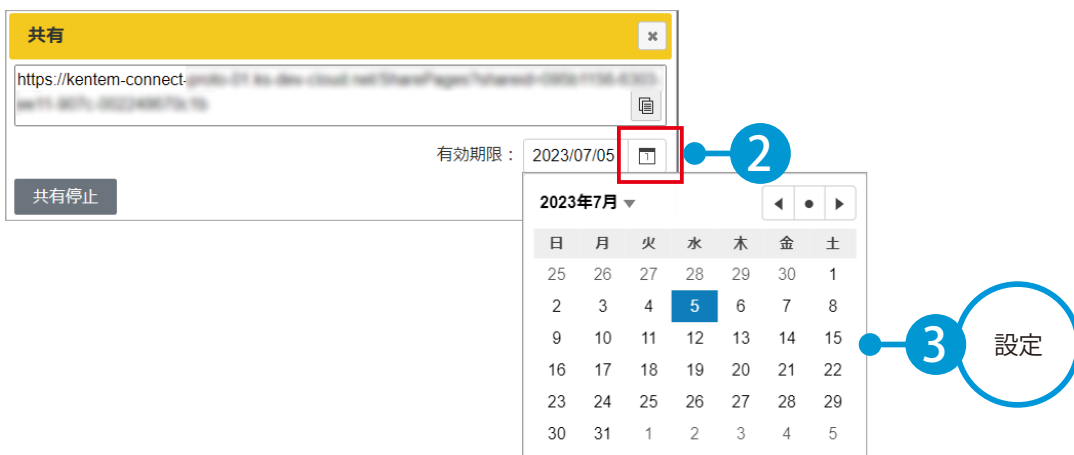 共有
https://kentem-connect-
有効期限： 2023/07/05
2
共有停止
2023年7月
日 月 火 水 木 金 土
25 26 27 28 29 30 1
2 3 4 5 6 7 8
9 10 11 12 13 14 15
3 設定
16 17 18 19 20 21 22
23 24 25 26 27 28 29
30 31 1 2 3 4 5